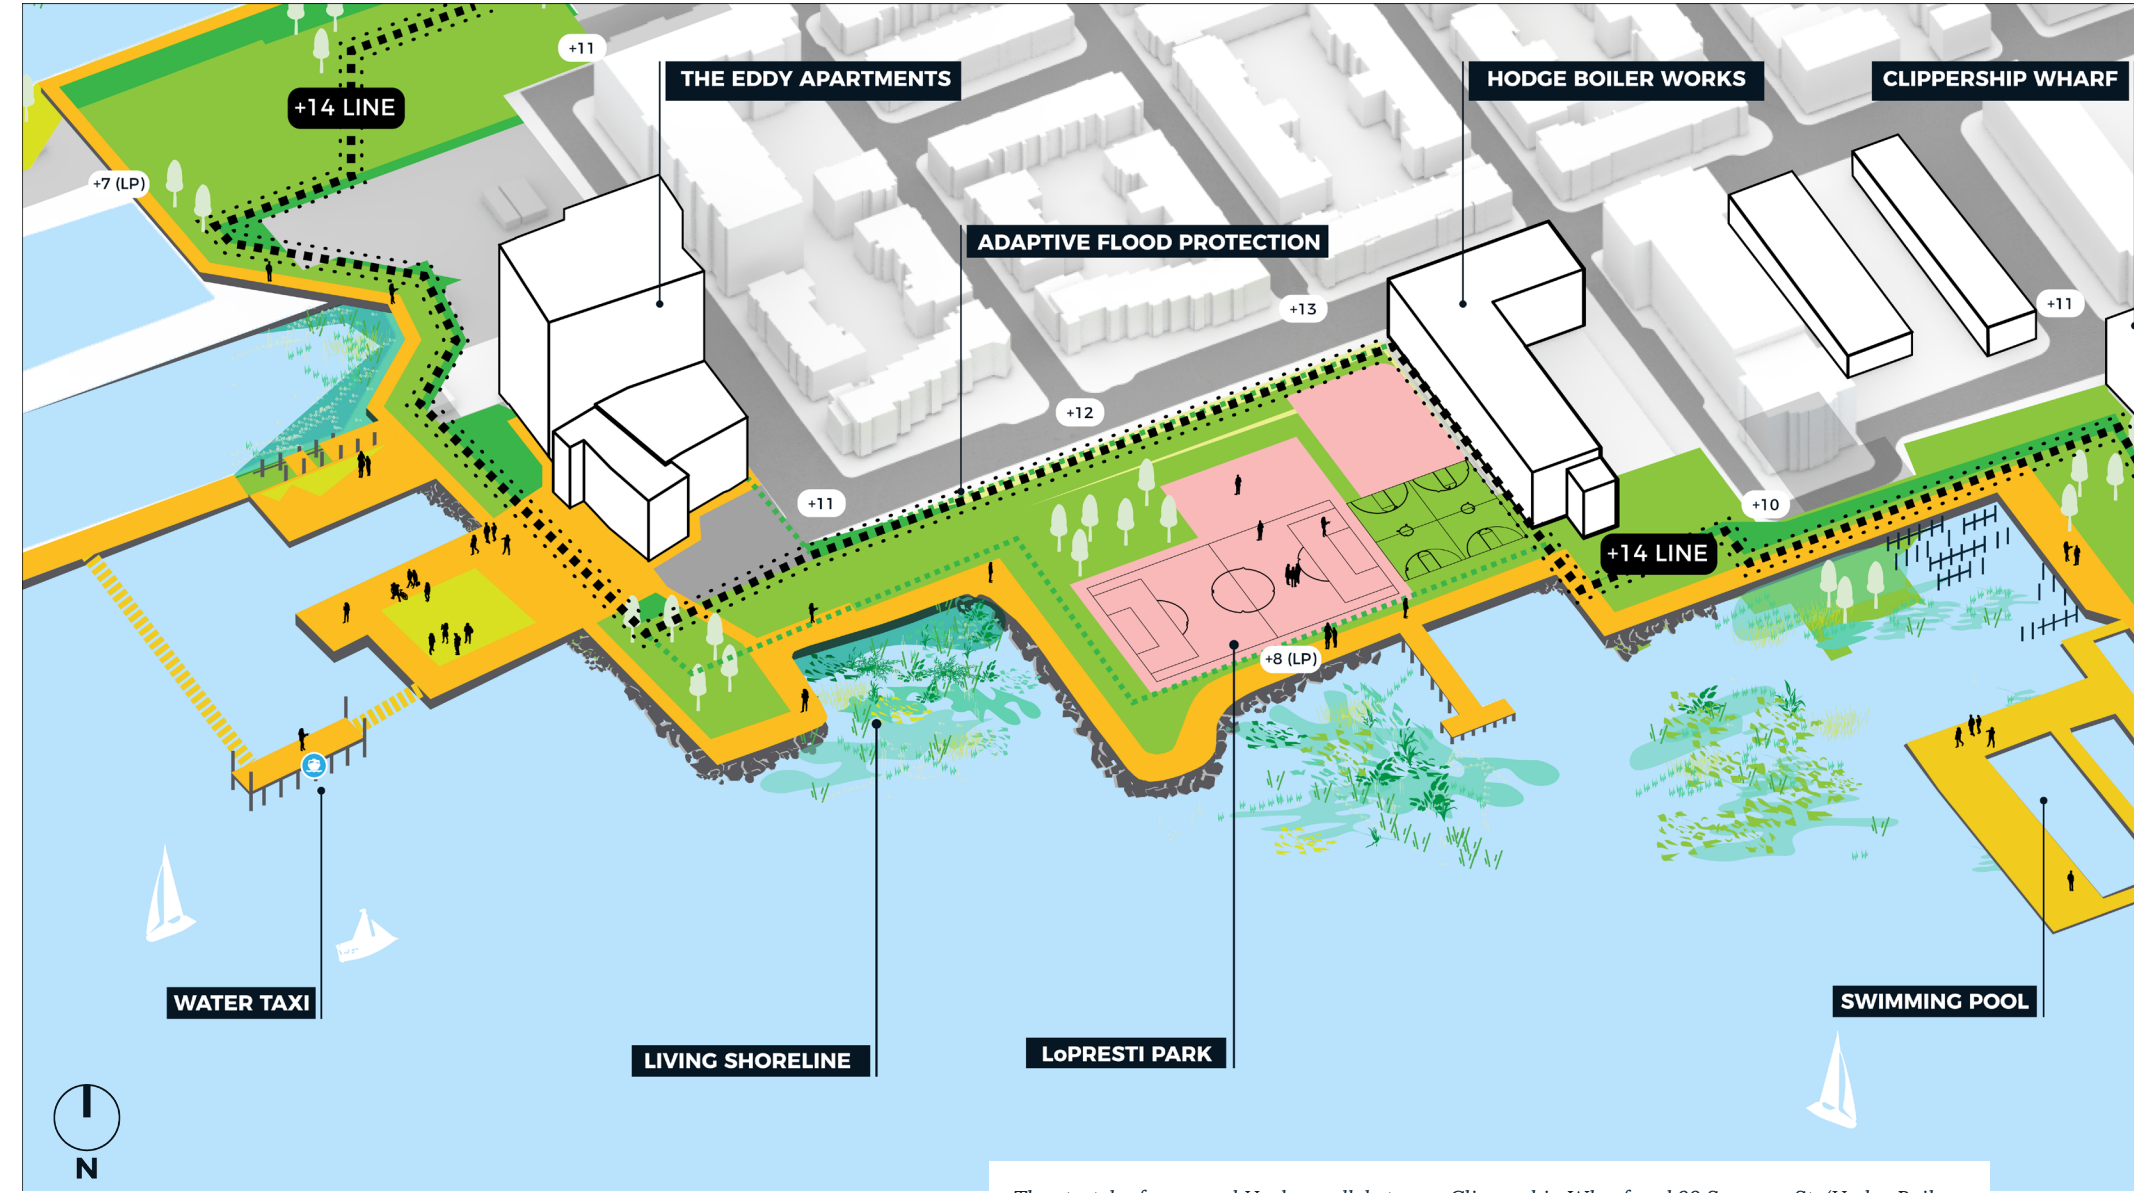 +11
THE EDDY APARTMENTS
HODGE BOILER WORKS
CLIPPERSHIP WHARF
+14 LINE
+7 (LP)
ADAPTIVE FLOOD PROTECTION
+13
+11
+12
+11
+10
+14 LINE
+8 (LP)
WATER TAXI
SWIMMING POOL
LIVING SHORELINE
LoPRESTI PARK
N